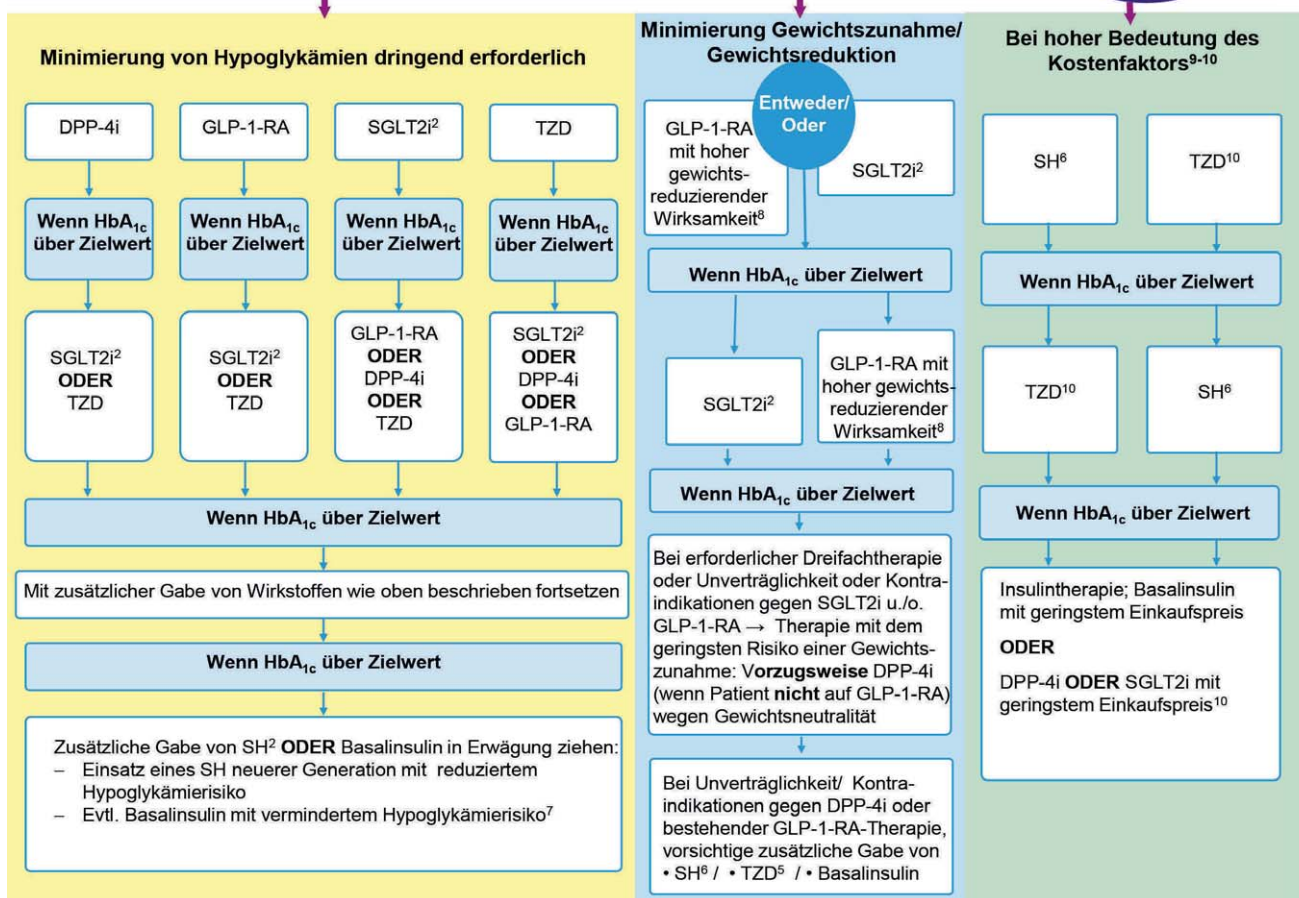 Minimierung von Hypoglykämien dringend erforderlich
DPP-4i
GLP-1-RA
SGLT2i²
TZD
Wenn HbA₁c
über Zielwert
Wenn HbA₁c
über Zielwert
Wenn HbA₁c
über Zielwert
Wenn HbA₁c
über Zielwert
SGLT2i²
ODER
TZD
SGLT2i²
ODER
TZD
GLP-1-RA
ODER
DPP-4i
ODER
TZD
SGLT2i²
ODER
DPP-4i
ODER
GLP-1-RA
Wenn HbA₁c über Zielwert
Mit zusätzlicher Gabe von Wirkstoffen wie oben beschrieben fortsetzen
Wenn HbA₁c über Zielwert
Zusätzliche Gabe von SH² ODER Basalinsulin in Erwägung ziehen:
– Einsatz eines SH neuerer Generation mit reduziertem
Hypoglykämierisiko
– Evtl. Basalinsulin mit vermindertem Hypoglykämierisiko⁷
Minimierung Gewichtszunahme/
Gewichtsreduktion
Entweder/
Oder
GLP-1-RA
mit hoher
gewichts-
reduzierender
Wirksamkeit⁸
SGLT2i²
Wenn HbA₁c über Zielwert
SGLT2i²
GLP-1-RA mit
hoher gewichts-
reduzierender
Wirksamkeit⁸
Wenn HbA₁c über Zielwert
Bei erforderlicher Dreifachtherapie
oder Unverträglichkeit oder Kontra-
indikationen gegen SGLT2i u./o.
GLP-1-RA → Therapie mit dem
geringsten Risiko einer Gewichts-
zunahme: Vorzugsweise DPP-4i
(wenn Patient nicht auf GLP-1-RA)
wegen Gewichtsneutralität
Bei Unverträglichkeit/ Kontra-
indikationen gegen DPP-4i oder
bestehender GLP-1-RA-Therapie,
vorsichtige zusätzliche Gabe von
• SH⁶ / • TZD⁵ / • Basalinsulin
Bei hoher Bedeutung des
Kostenfaktors⁹⁻¹⁰
SH⁶
TZD¹⁰
Wenn HbA₁c über Zielwert
TZD¹⁰
SH⁶
Wenn HbA₁c über Zielwert
Insulintherapie; Basalinsulin
mit geringstem Einkaufspreis
ODER
DPP-4i ODER SGLT2i mit
geringstem Einkaufspreis¹⁰